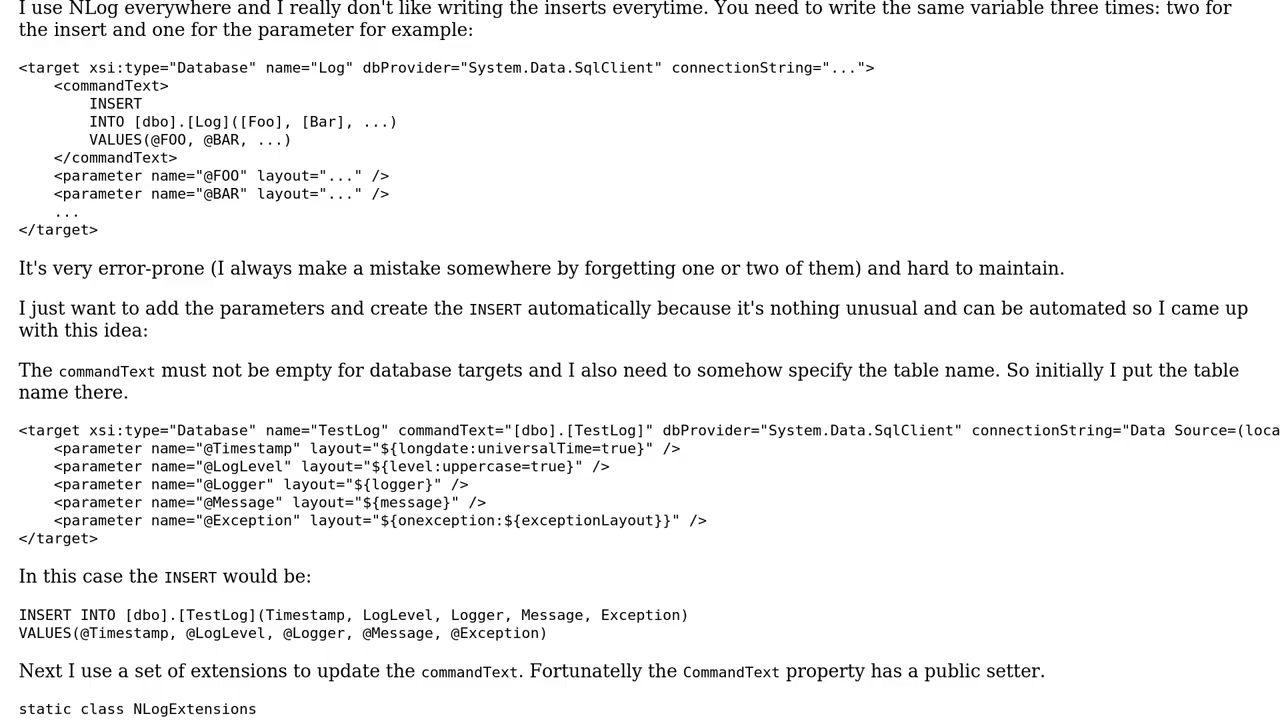 I use NLog everywhere and I really don't like writing the inserts everytime. You need to write the same variable three times: two for
the insert and one for the parameter for example:
<target xsi:type="Database" name="Log" dbProvider="System.Data.SqlClient" connectionString="...">
    <commandText>
        INSERT
        INTO [dbo].[Log]([Foo], [Bar], ...)
        VALUES(@FOO, @BAR, ...)
    </commandText>
    <parameter name="@FOO" layout="..." />
    <parameter name="@BAR" layout="..." />
    ...
</target>
It's very error-prone (I always make a mistake somewhere by forgetting one or two of them) and hard to maintain.
I just want to add the parameters and create the INSERT automatically because it's nothing unusual and can be automated so I came up
with this idea:
The commandText must not be empty for database targets and I also need to somehow specify the table name. So initially I put the table
name there.
<target xsi:type="Database" name="TestLog" commandText="[dbo].[TestLog]" dbProvider="System.Data.SqlClient" connectionString="Data Source=(loca
    <parameter name="@Timestamp" layout="${longdate:universalTime=true}" />
    <parameter name="@LogLevel" layout="${level:uppercase=true}" />
    <parameter name="@Logger" layout="${logger}" />
    <parameter name="@Message" layout="${message}" />
    <parameter name="@Exception" layout="${onexception:${exceptionLayout}}" />
</target>
In this case the INSERT would be:
INSERT INTO [dbo].[TestLog](Timestamp, LogLevel, Logger, Message, Exception)
VALUES(@Timestamp, @LogLevel, @Logger, @Message, @Exception)
Next I use a set of extensions to update the commandText. Fortunatelly the CommandText property has a public setter.
static class NLogExtensions